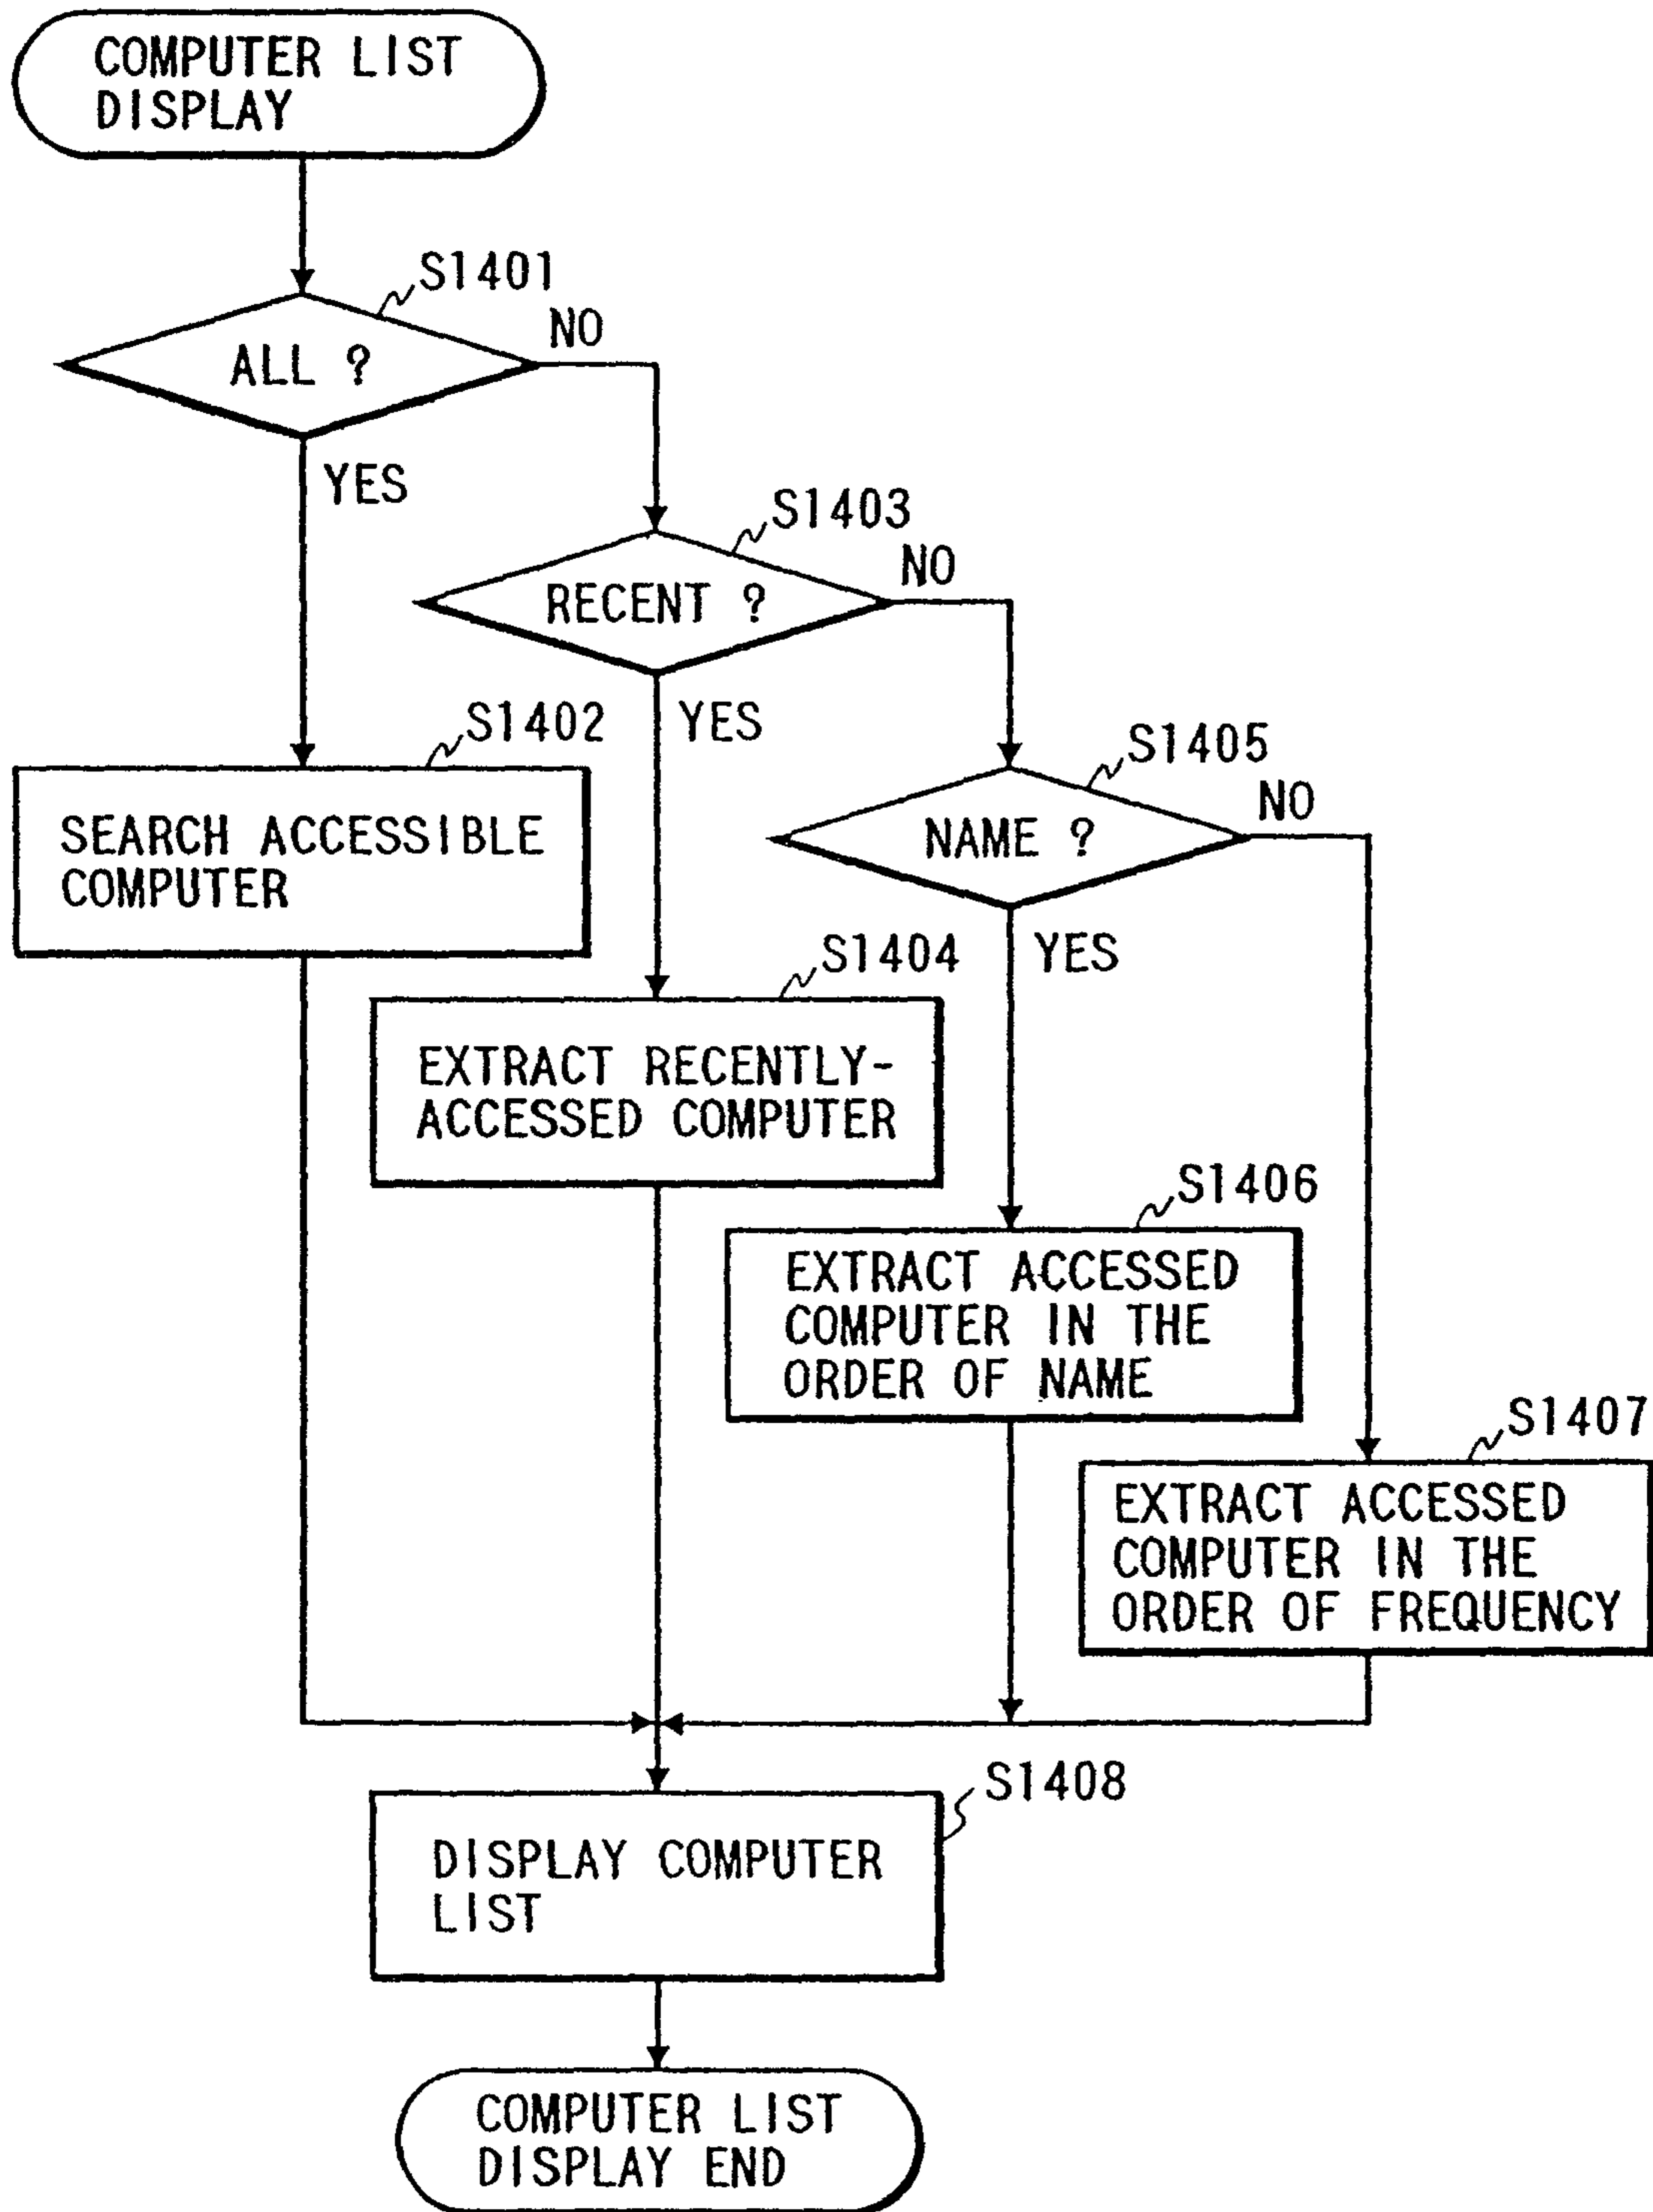 COMPUTER LIST
DISPLAY
S1401
ALL ?
NO
YES
S1403
RECENT ?
NO
YES
S1402
SEARCH ACCESSIBLE
COMPUTER
S1405
NAME ?
NO
YES
S1404
EXTRACT RECENTLY-
ACCESSED COMPUTER
S1406
EXTRACT ACCESSED
COMPUTER IN THE
ORDER OF NAME
S1407
EXTRACT ACCESSED
COMPUTER IN THE
ORDER OF FREQUENCY
S1408
DISPLAY COMPUTER
LIST
COMPUTER LIST
DISPLAY END